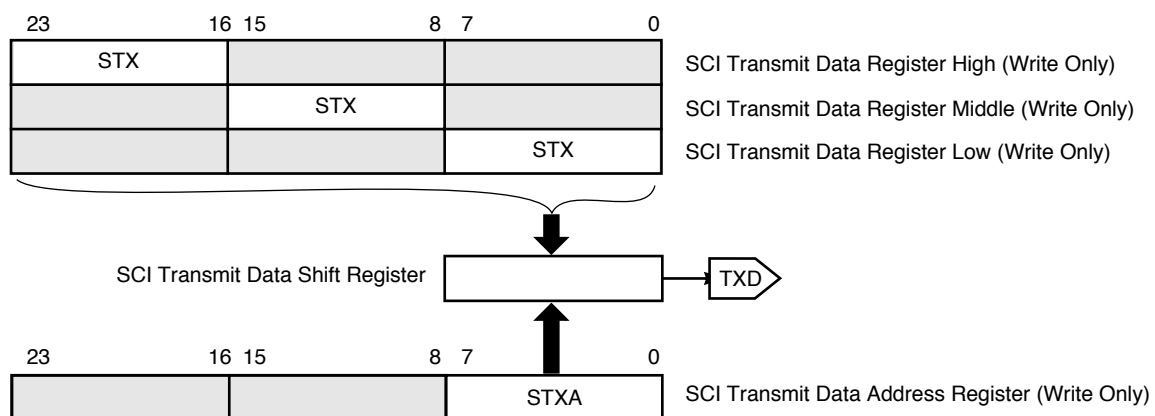 23 16 15 8 7 0
STX SCI Transmit Data Register High (Write Only)
STX SCI Transmit Data Register Middle (Write Only)
STX SCI Transmit Data Register Low (Write Only)
SCI Transmit Data Shift Register TXD
23 16 15 8 7 0
STXA SCI Transmit Data Address Register (Write Only)